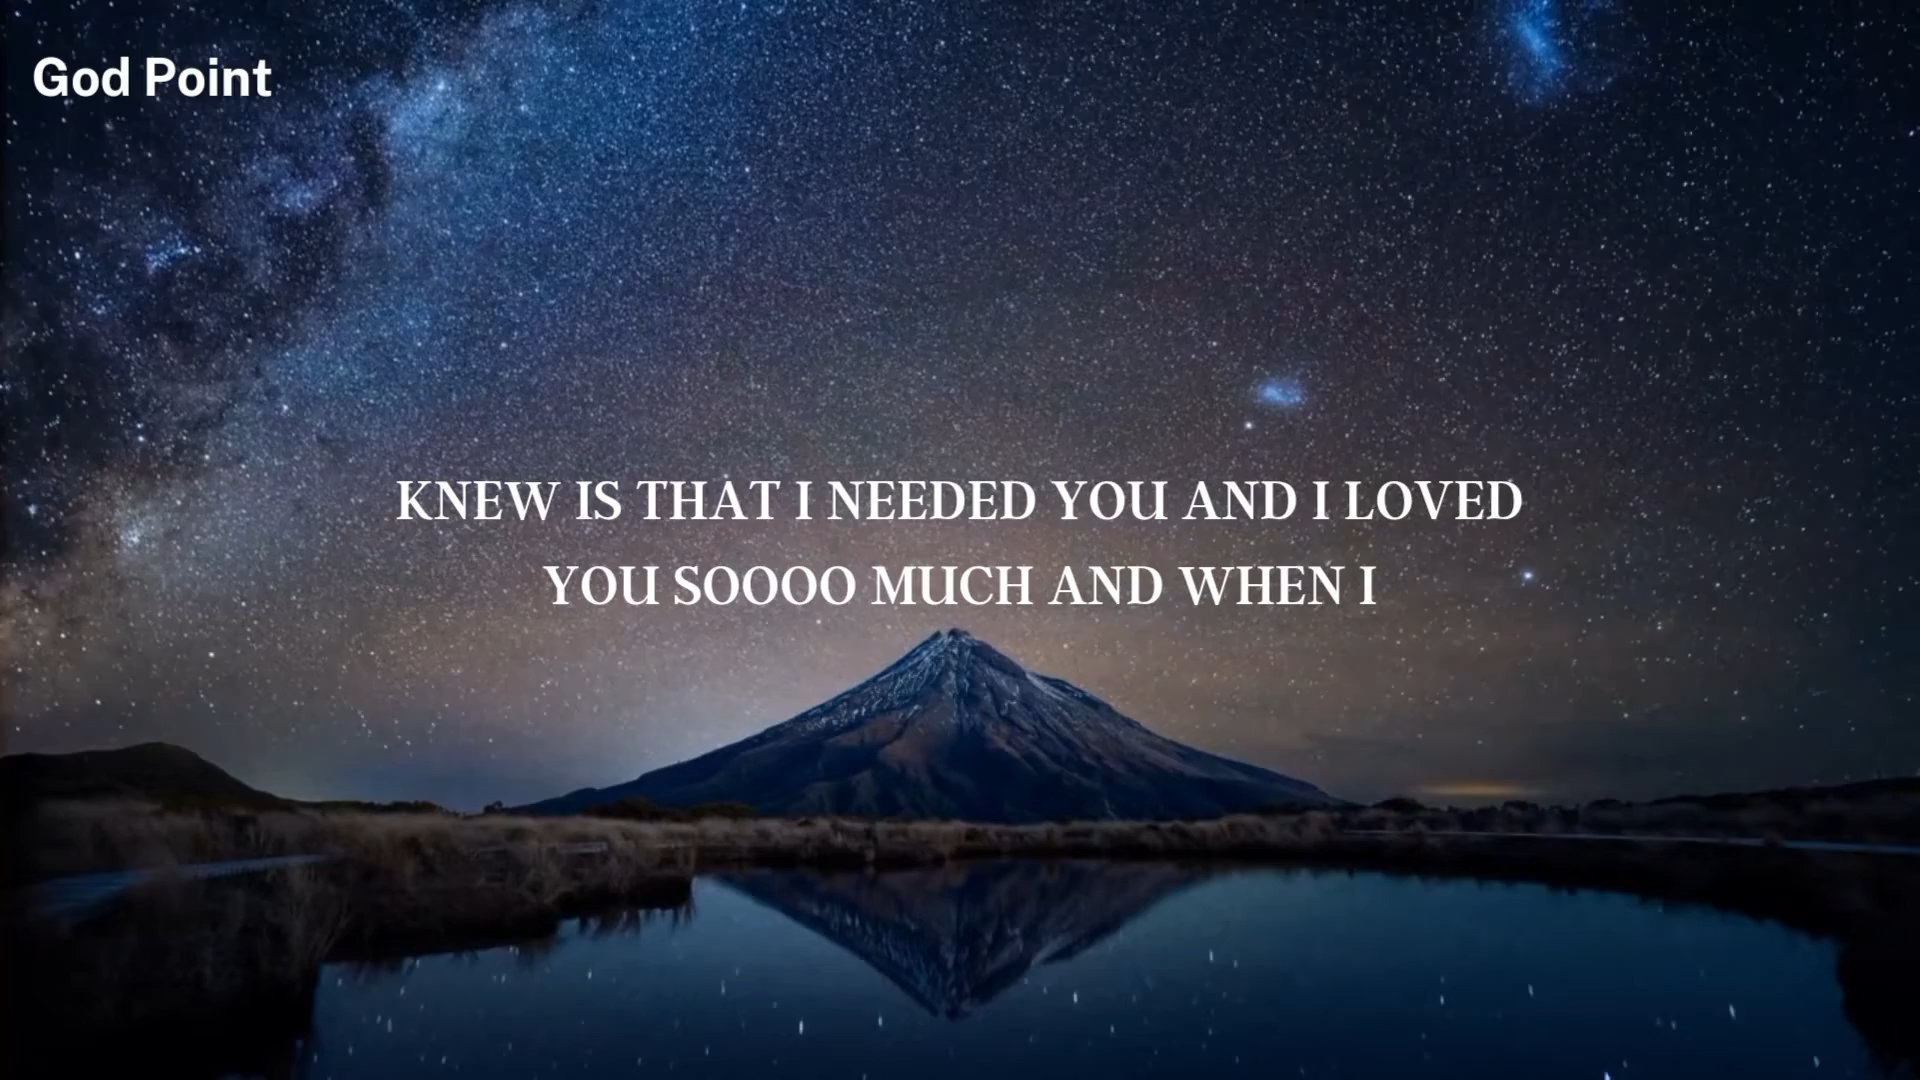 God Point
KNEW IS THAT I NEEDED YOU AND I LOVED
YOU SOOOO MUCH AND WHEN I